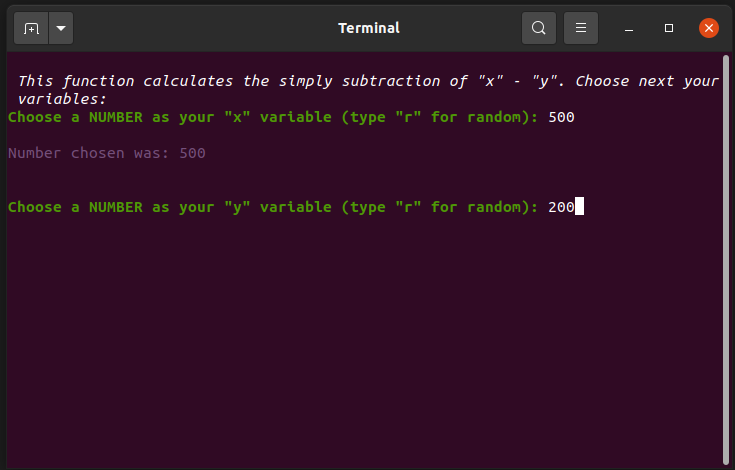 Terminal
This function calculates the simply subtraction of "x" - "y". Choose next your
variables:
Choose a NUMBER as your "x" variable (type "r" for random): 500
Number chosen was: 500
Choose a NUMBER as your "y" variable (type "r" for random): 200